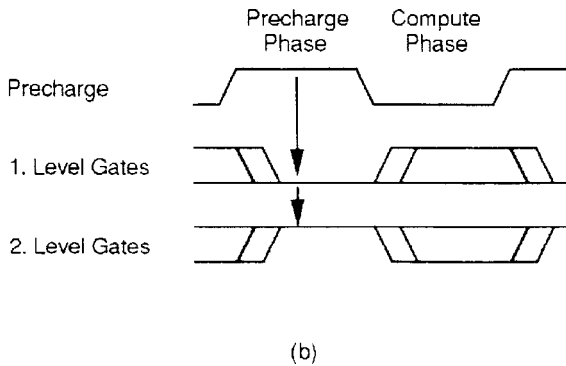 Precharge
Phase
Compute
Phase
Precharge
1. Level Gates
2. Level Gates
(b)